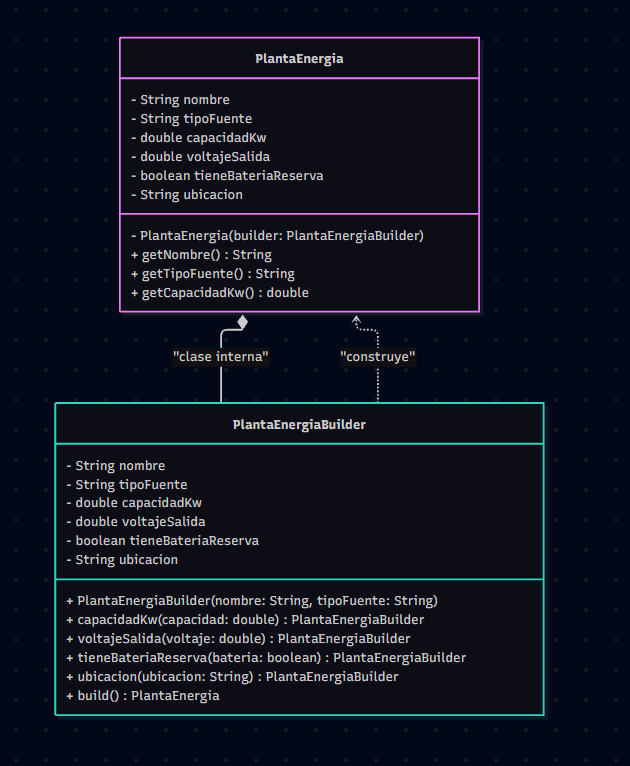 PlantaEnergia
- String nombre
- String tipoFuente
- double capacidadKw
- double voltajeSalida
- boolean tieneBateriaReserva
- String ubicacion
- PlantaEnergia(builder: PlantaEnergiaBuilder)
+ getNombre() : String
+ getTipoFuente() : String
+ getCapacidadKw() : double
"clase interna"
"construye"
PlantaEnergiaBuilder
- String nombre
- String tipoFuente
- double capacidadKw
- double voltajeSalida
- boolean tieneBateriaReserva
- String ubicacion
+ PlantaEnergiaBuilder(nombre: String, tipoFuente: String)
+ capacidadKw(capacidad: double) : PlantaEnergiaBuilder
+ voltajeSalida(voltaje: double) : PlantaEnergiaBuilder
+ tieneBateriaReserva(bateria: boolean) : PlantaEnergiaBuilder
+ ubicacion(ubicacion: String) : PlantaEnergiaBuilder
+ build() : PlantaEnergia